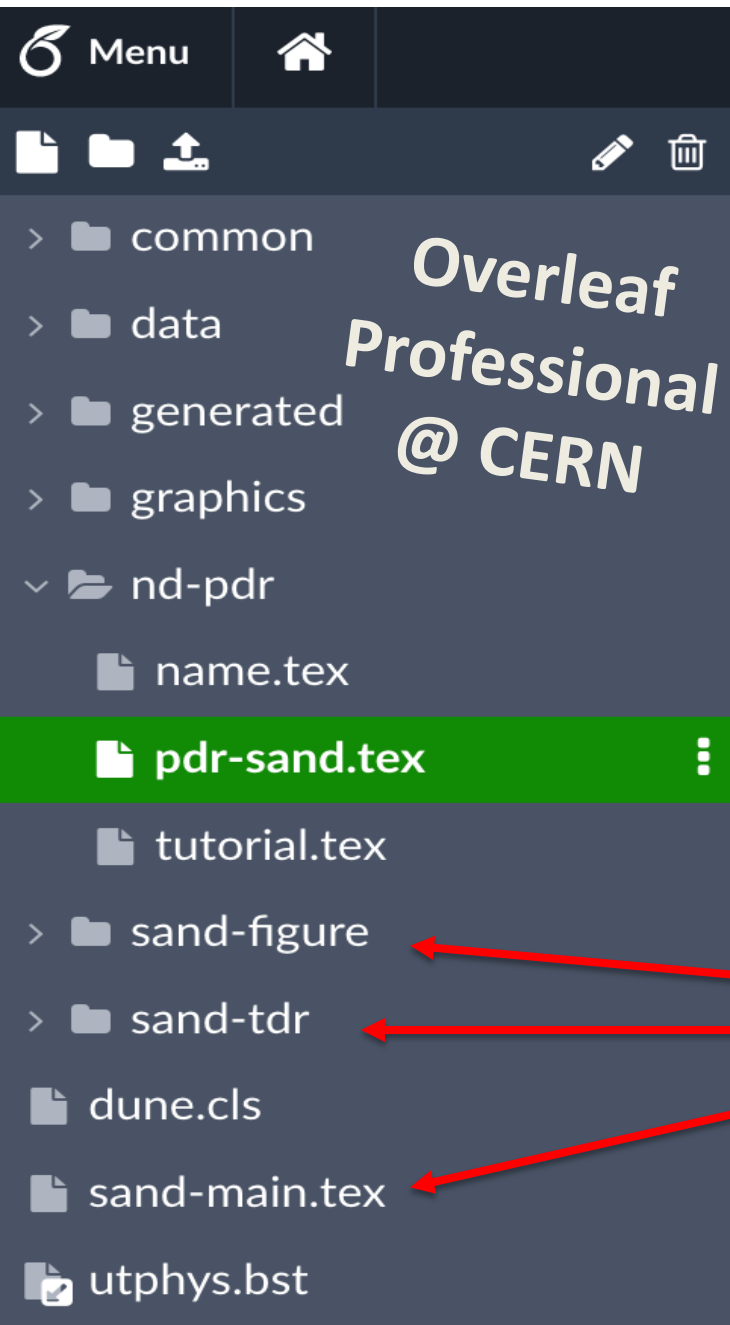 Menu
common
data
generated
graphics
Overleaf
Professional
@ CERN
nd-pdr
name.tex
pdr-sand.tex
tutorial.tex
sand-figure
sand-tdr
dune.cls
sand-main.tex
utphys.bst